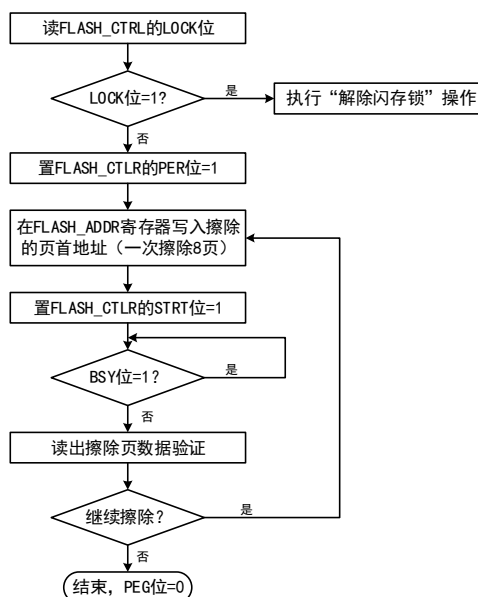 读FLASH_CTRL的LOCK位
LOCK位=1?
是
执行“解除闪存锁”操作
否
置FLASH_CTLR的PER位=1
在FLASH_ADDR寄存器写入擦除
的页首地址（一次擦除8页）
置FLASH_CTLR的STRT位=1
BSY位=1?
是
否
读出擦除页数据验证
继续擦除?
是
否
结束，PEG位=0